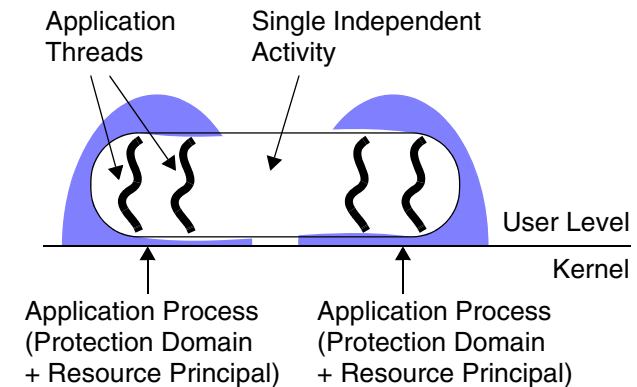 Application
Threads
Single Independent
Activity
User Level
Kernel
Application Process
(Protection Domain
+ Resource Principal)
Application Process
(Protection Domain
+ Resource Principal)